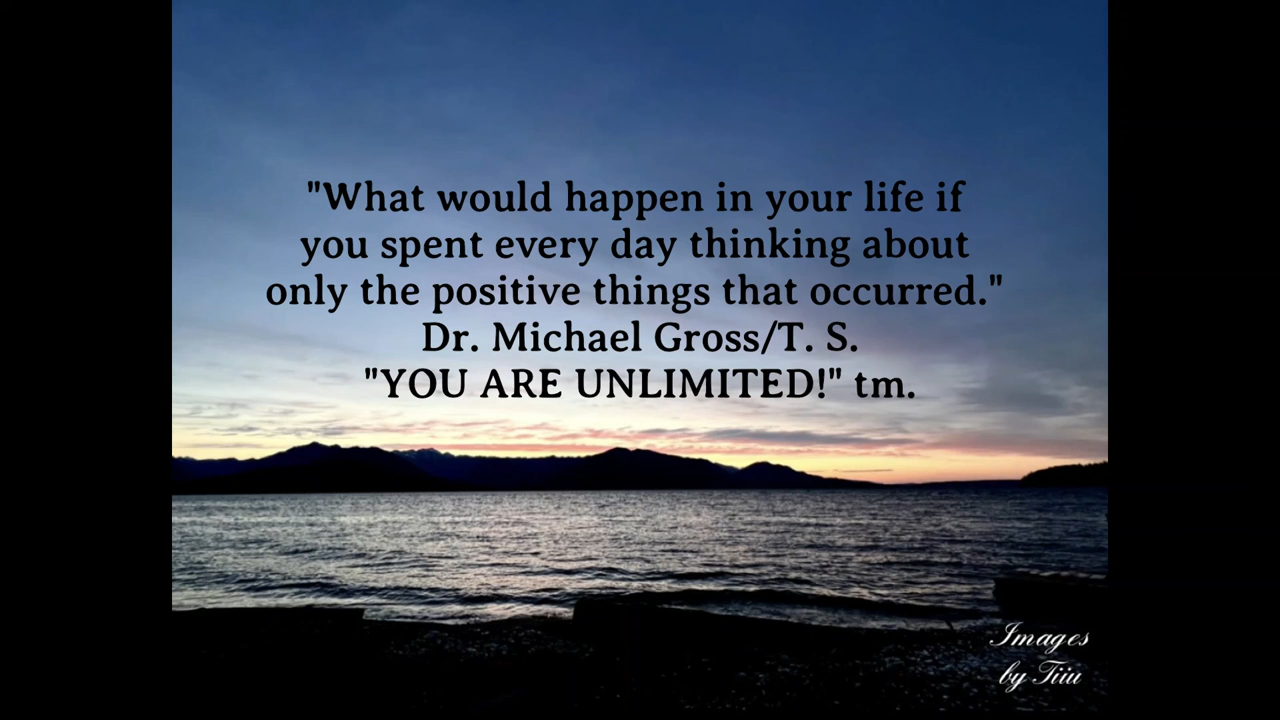 "What would happen in your life if
you spent every day thinking about
only the positive things that occurred."
Dr. Michael Gross/T. S.
"YOU ARE UNLIMITED!" tm.
Images
by Tiiu